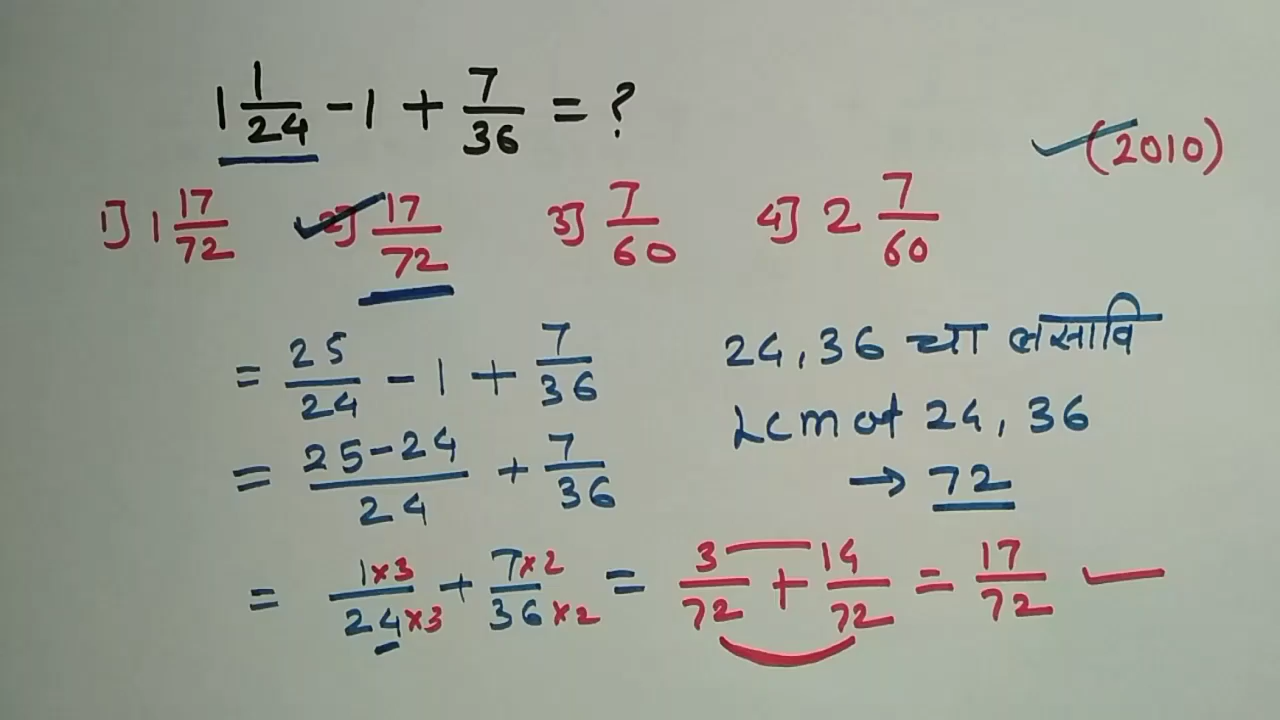 1 1/24 - 1 + 7/36 = ?
(2010)
1] 1 17/72 2] 17/72 3] 7/60 4] 2 7/60
= 25/24 - 1 + 7/36
= 25-24/24 + 7/36
= 1×3/24×3 + 7×2/36×2 = 3/72 + 14/72 = 17/72
24, 36 चा लसावि
LCM of 24, 36
→ 72